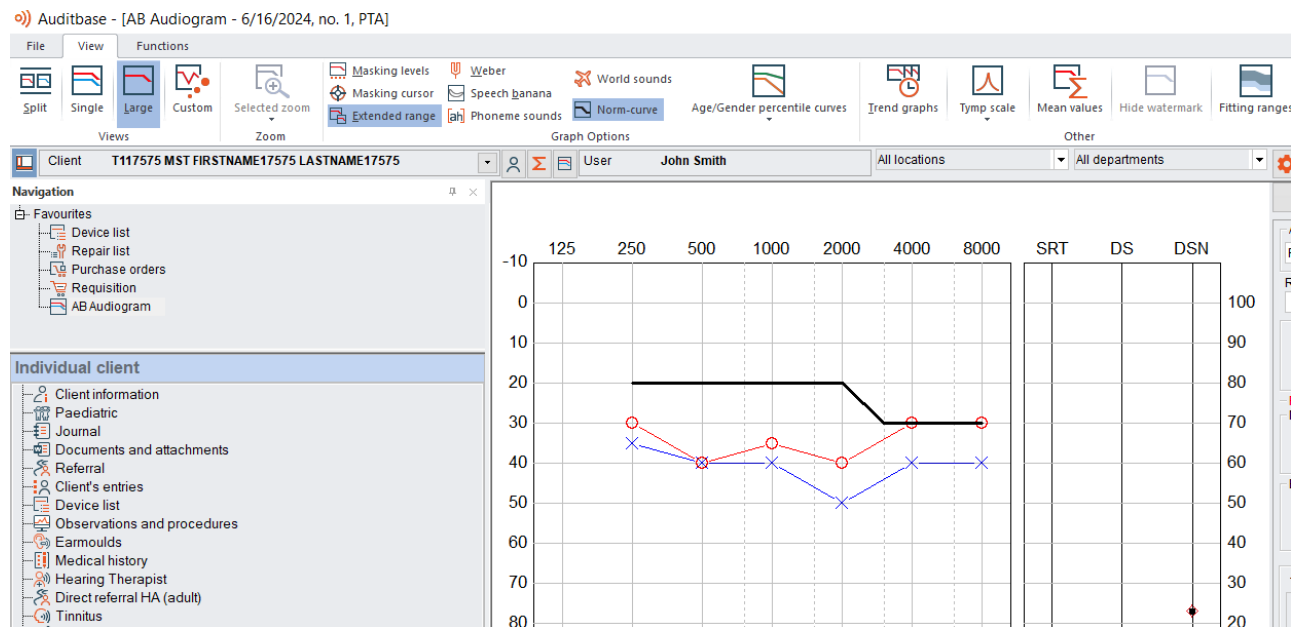 Auditbase - [AB Audiogram - 6/16/2024, no. 1, PTA]
File View Functions
Split Single Large Custom
Views
Selected zoom
Zoom
Masking levels Weber World sounds
Masking cursor Speech banana
Extended range [ah] Phoneme sounds Norm-curve
Age/Gender percentile curves
Graph Options
Trend graphs Tymp scale Mean values Hide watermark Fitting ranges
Other
Client T117575 MST FIRSTNAME17575 LASTNAME17575 User John Smith All locations All departments
Navigation
Favourites
Device list
Repair list
Purchase orders
Requisition
AB Audiogram
Individual client
Client information
Paediatric
Journal
Documents and attachments
Referral
Client's entries
Device list
Observations and procedures
Earmoulds
Medical history
Hearing Therapist
Direct referral HA (adult)
Tinnitus
125 250 500 1000 2000 4000 8000 SRT DS DSN
-10
0 100
10 90
20 80
30 70
40 60
50 50
60 40
70 30
80 20